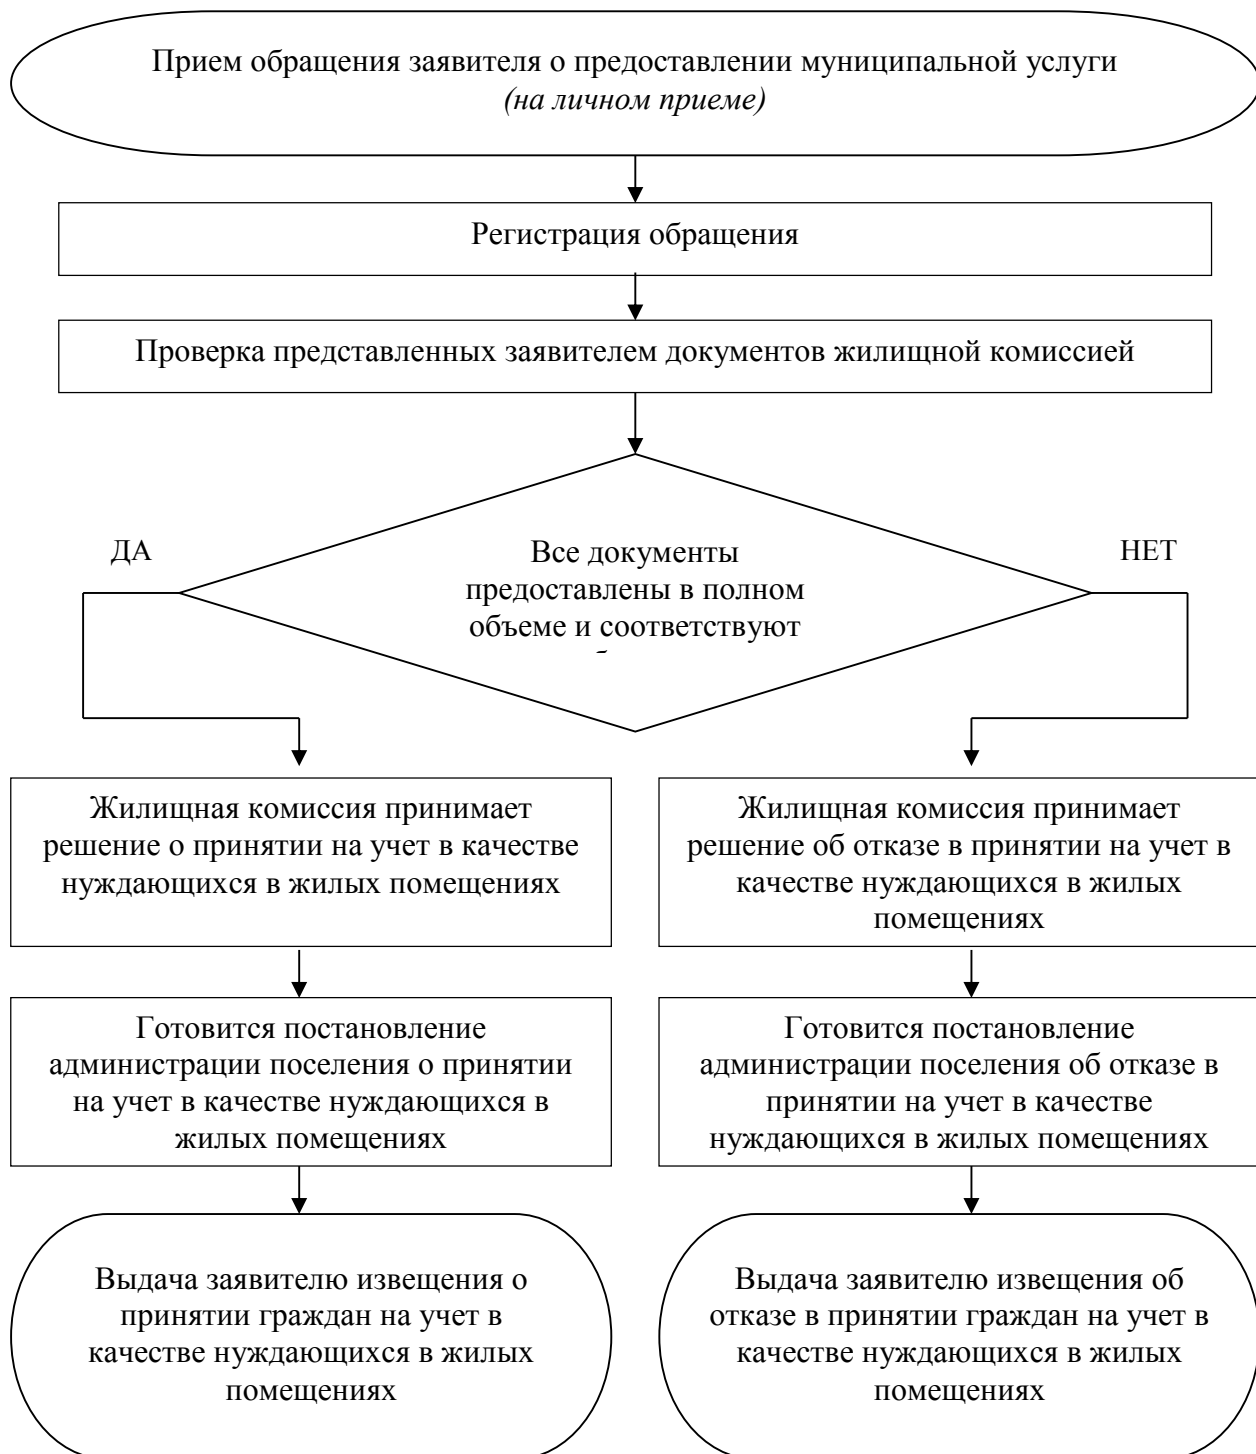 Прием обращения заявителя о предоставлении муниципальной услуги
(на личном приеме)
Регистрация обращения
Проверка представленных заявителем документов жилищной комиссией
ДА
Все документы
предоставлены в полном
объеме и соответствуют
НЕТ
Жилищная комиссия принимает
решение о принятии на учет в качестве
нуждающихся в жилых помещениях
Жилищная комиссия принимает
решение об отказе в принятии на учет в
качестве нуждающихся в жилых
помещениях
Готовится постановление
администрации поселения о принятии
на учет в качестве нуждающихся в
жилых помещениях
Готовится постановление
администрации поселения об отказе в
принятии на учет в качестве
нуждающихся в жилых помещениях
Выдача заявителю извещения о
принятии граждан на учет в
качестве нуждающихся в жилых
помещениях
Выдача заявителю извещения об
отказе в принятии граждан на учет в
качестве нуждающихся в жилых
помещениях